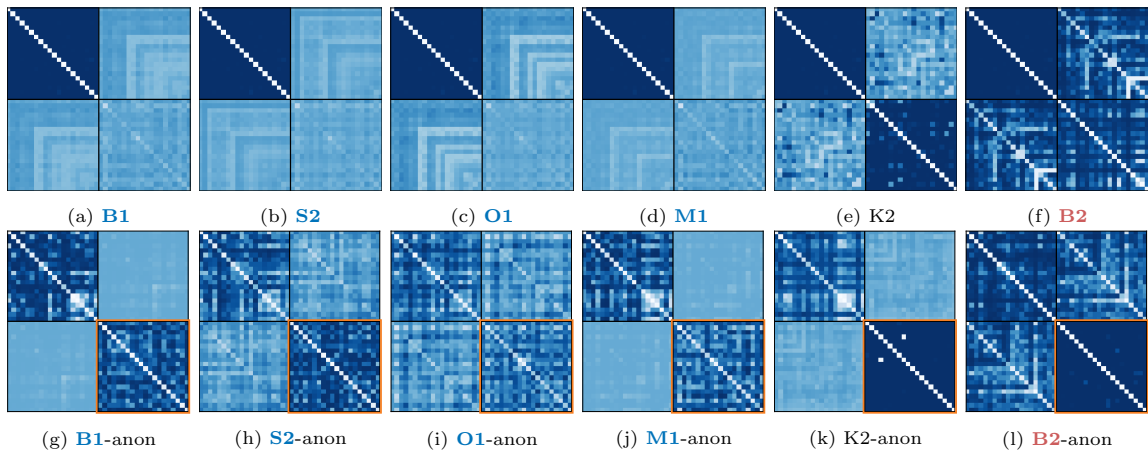 (a) B1 (b) S2 (c) O1 (d) M1 (e) K2 (f) B2
(g) B1-anon (h) S2-anon (i) O1-anon (j) M1-anon (k) K2-anon (l) B2-anon